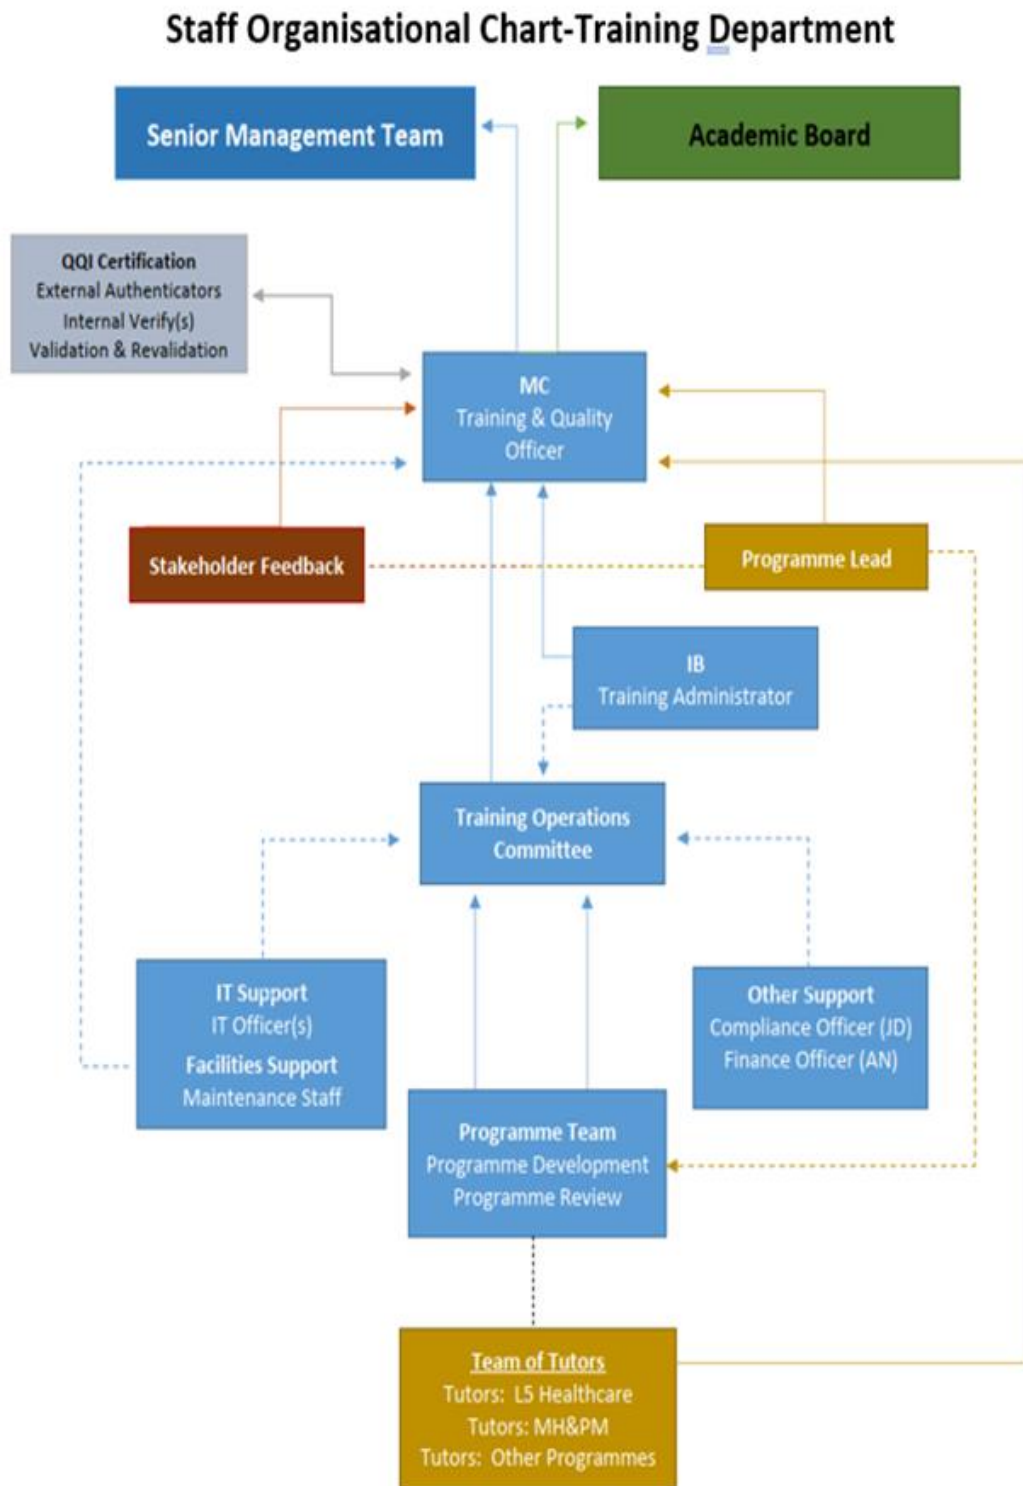 Staff Organisational Chart-Training Department
Senior Management Team
Academic Board
QQI Certification
External Authenticators
Internal Verify(s)
Validation & Revalidation
MC
Training & Quality
Officer
Stakeholder Feedback
Programme Lead
IB
Training Administrator
Training Operations
Committee
IT Support
IT Officer(s)
Facilities Support
Maintenance Staff
Other Support
Compliance Officer (JD)
Finance Officer (AN)
Programme Team
Programme Development
Programme Review
Team of Tutors
Tutors: L5 Healthcare
Tutors: MH&PM
Tutors: Other Programmes